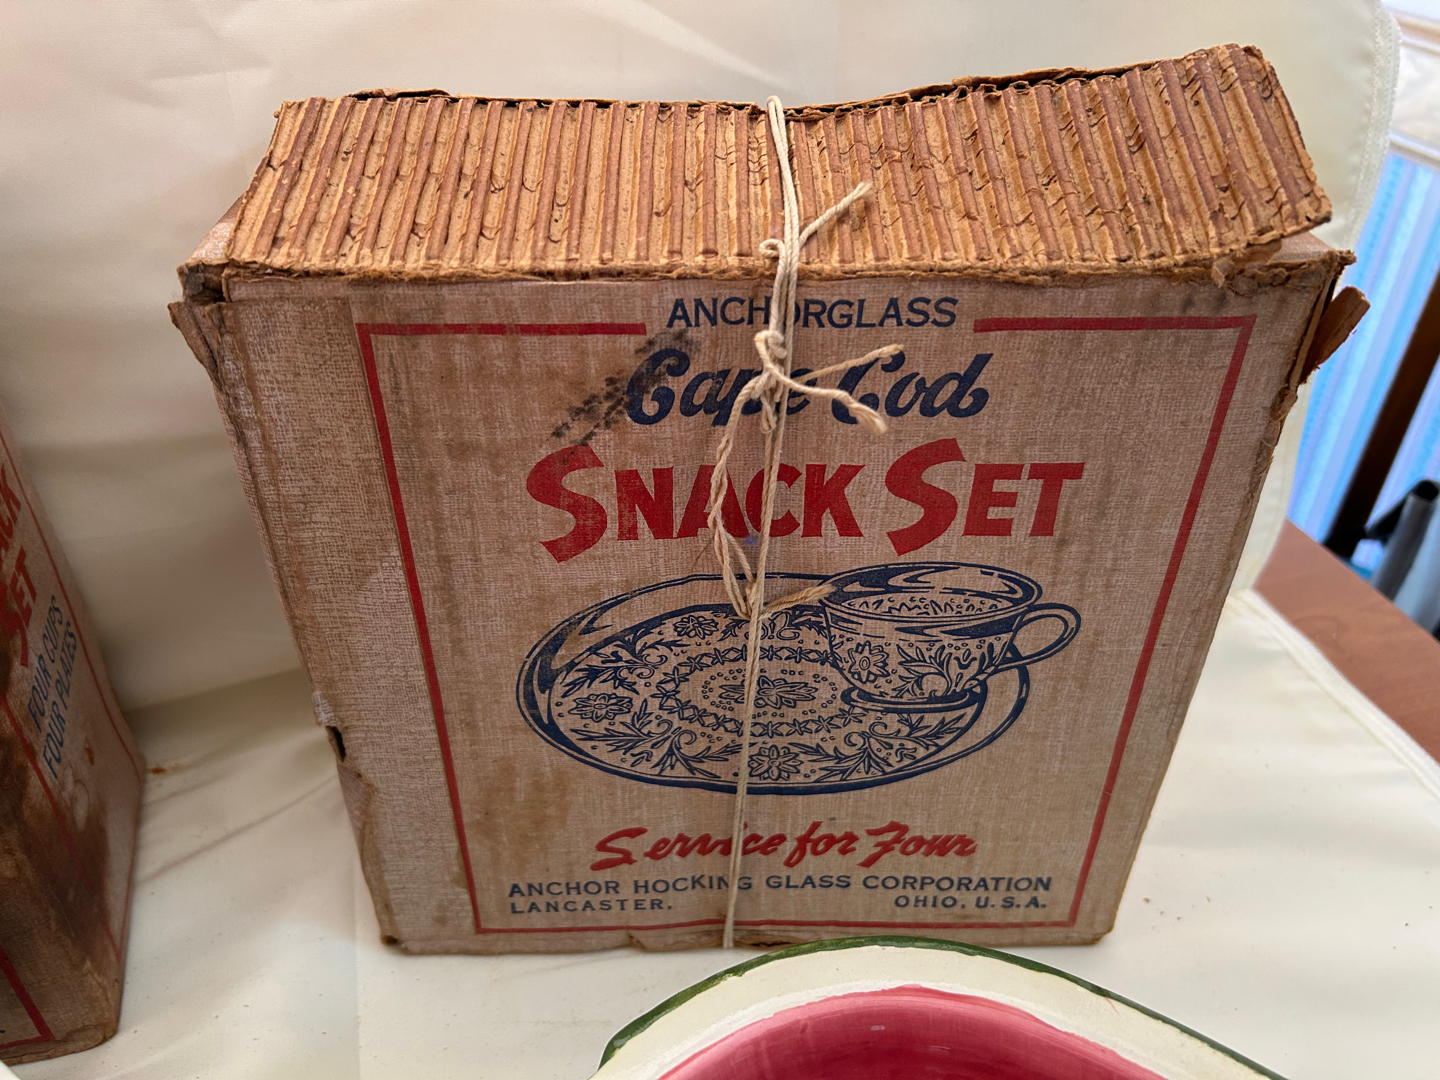 ANCHORGLASS
Cape Cod
SNACK SET
Service for Four
ANCHOR HOCKING GLASS CORPORATION
LANCASTER, OHIO, U.S.A.
SET
FOUR CUPS
FOUR PLATES